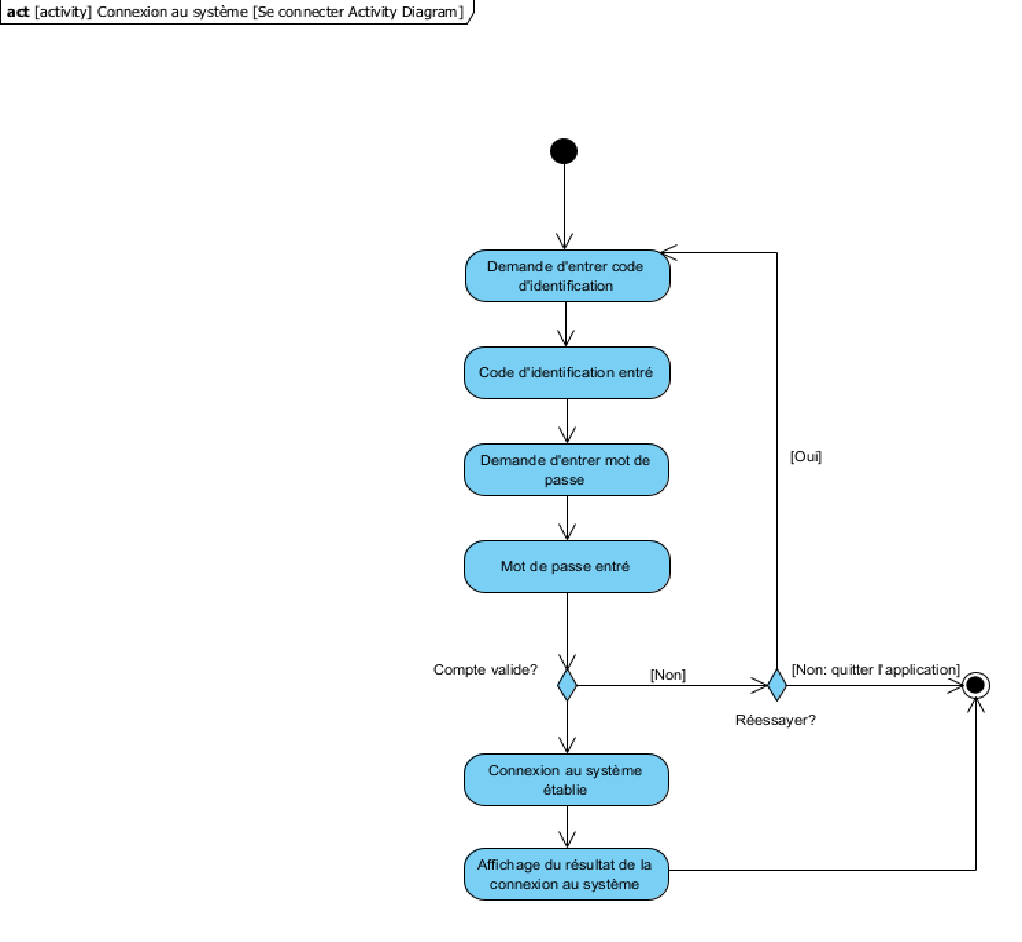 act [activity] Connexion au système [Se connecter Activity Diagram]
Demande d'entrer code
d'identification
Code d'identification entré
[Oui]
Demande d'entrer mot de
passe
Mot de passe entré
Compte valide?
[Non]
[Non: quitter l'application]
Réessayer?
Connexion au système
établie
Affichage du résultat de la
connexion au système